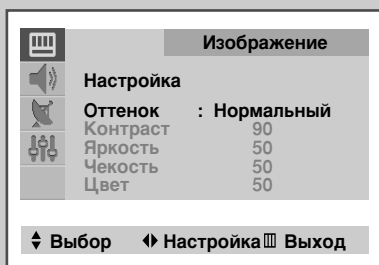 Изображение
Настройка
Оттенок : Нормальный
Контраст 90
Яркость 50
Чекость 50
Цвет 50
Выбор Настройка Выход